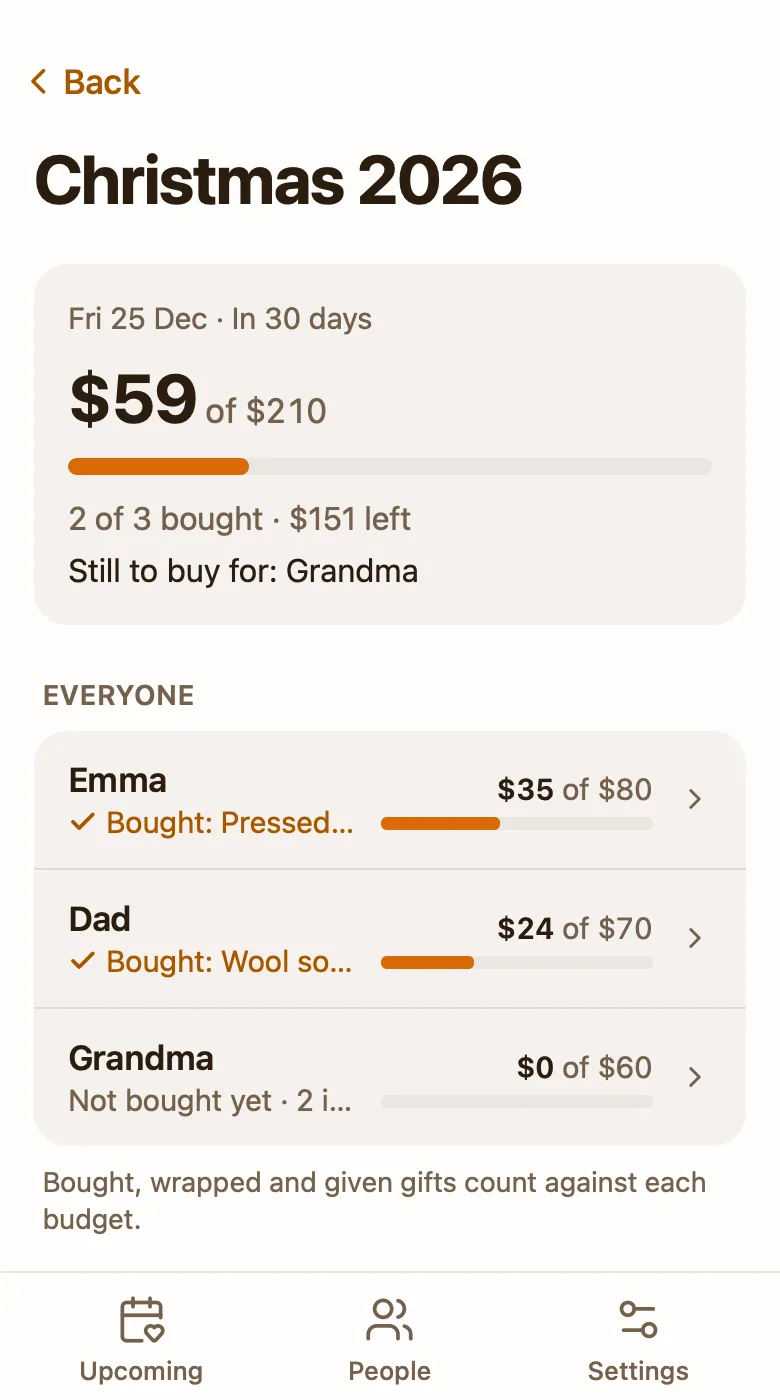 Back
Christmas 2026
Fri 25 Dec · In 30 days
$59 of $210
2 of 3 bought · $151 left
Still to buy for: Grandma
EVERYONE
Emma
$35 of $80
Bought: Pressed...
Dad
$24 of $70
Bought: Wool so...
Grandma
$0 of $60
Not bought yet · 2 i...
Bought, wrapped and given gifts count against each
budget.
Upcoming People Settings